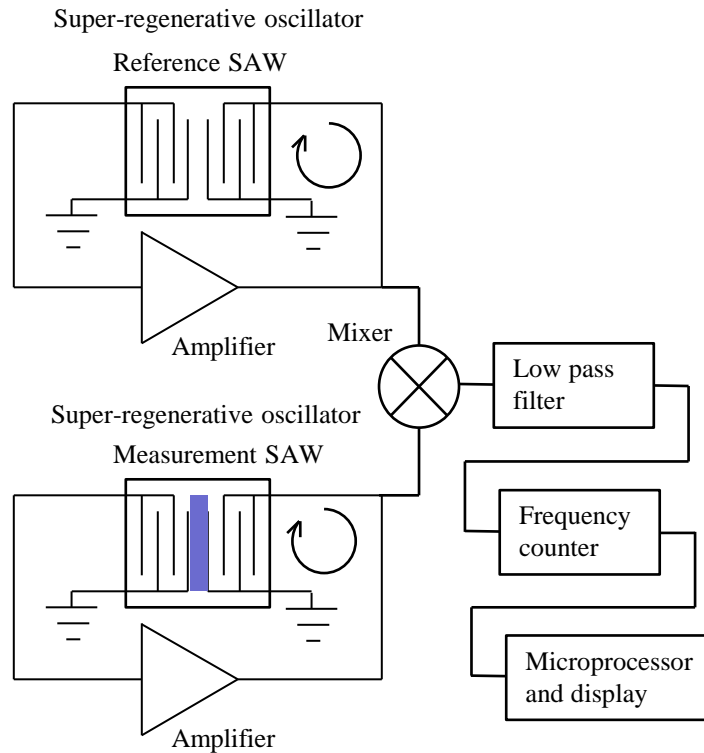 Super-regenerative oscillator
Reference SAW
Amplifier
Mixer
Low pass
filter
Super-regenerative oscillator
Measurement SAW
Frequency
counter
Microprocessor
and display
Amplifier